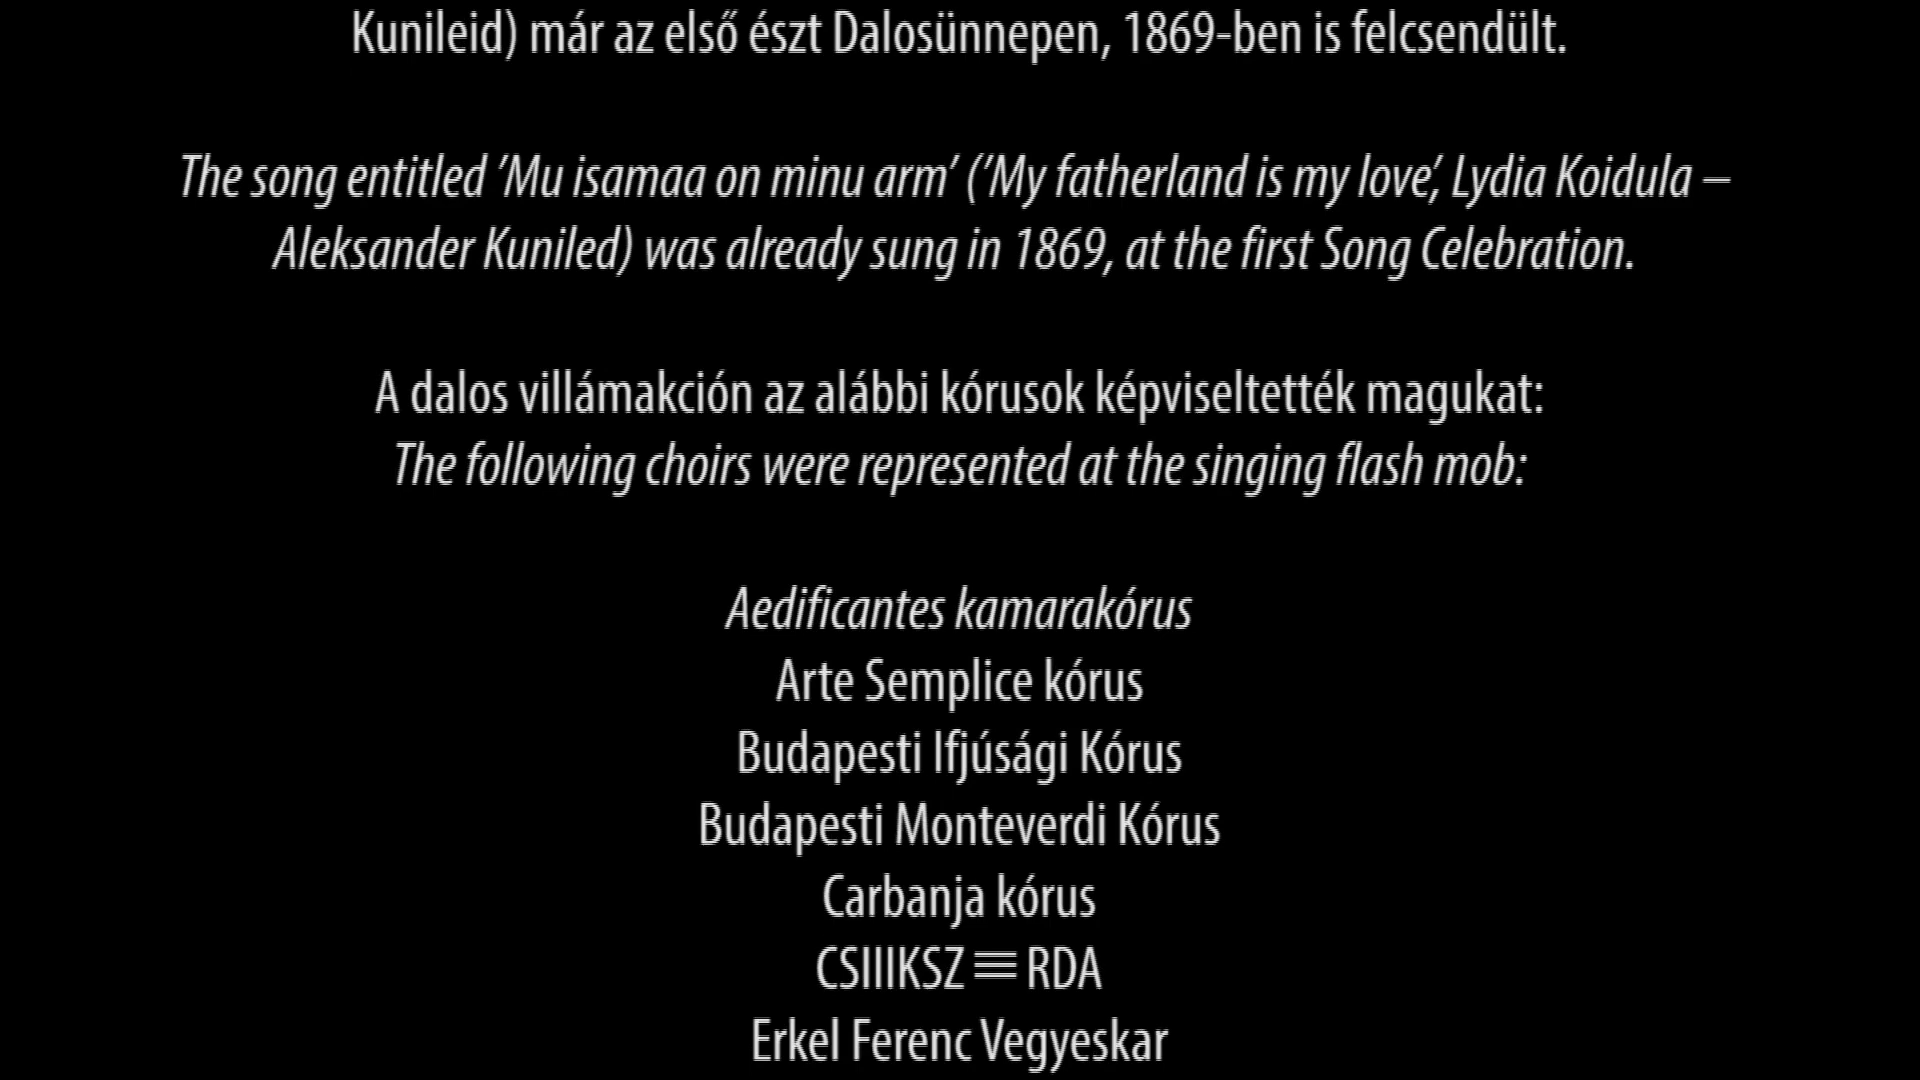 Kunileid) már az első észt Dalosünnepen, 1869-ben is felcsendült.
The song entitled ’Mu isamaa on minu arm’ (’My fatherland is my love’, Lydia Koidula –
Aleksander Kuniled) was already sung in 1869, at the first Song Celebration.
A dalos villámakción az alábbi kórusok képviseltették magukat:
The following choirs were represented at the singing flash mob:
Aedificantes kamarakórus
Arte Semplice kórus
Budapesti Ifjúsági Kórus
Budapesti Monteverdi Kórus
Carbanja kórus
CSIIIKSZ ≡ RDA
Erkel Ferenc Vegyeskar